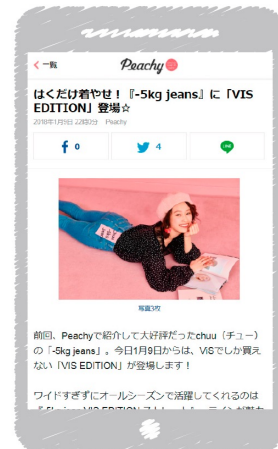 一覧
Peachy
はくだけ着やせ！『-5kg jeans』に「VIS
EDITION」登場☆
2018年1月9日 22時0分 Peachy
0
4
写真3枚
前回、Peachyで紹介して大好評だったchuu（チュー）
の「-5kg jeans」。今日1月9日からは、ViSでしか買え
ない「VIS EDITION」が登場します！
ワイドすぎずにオールシーズンで活躍してくれるのは